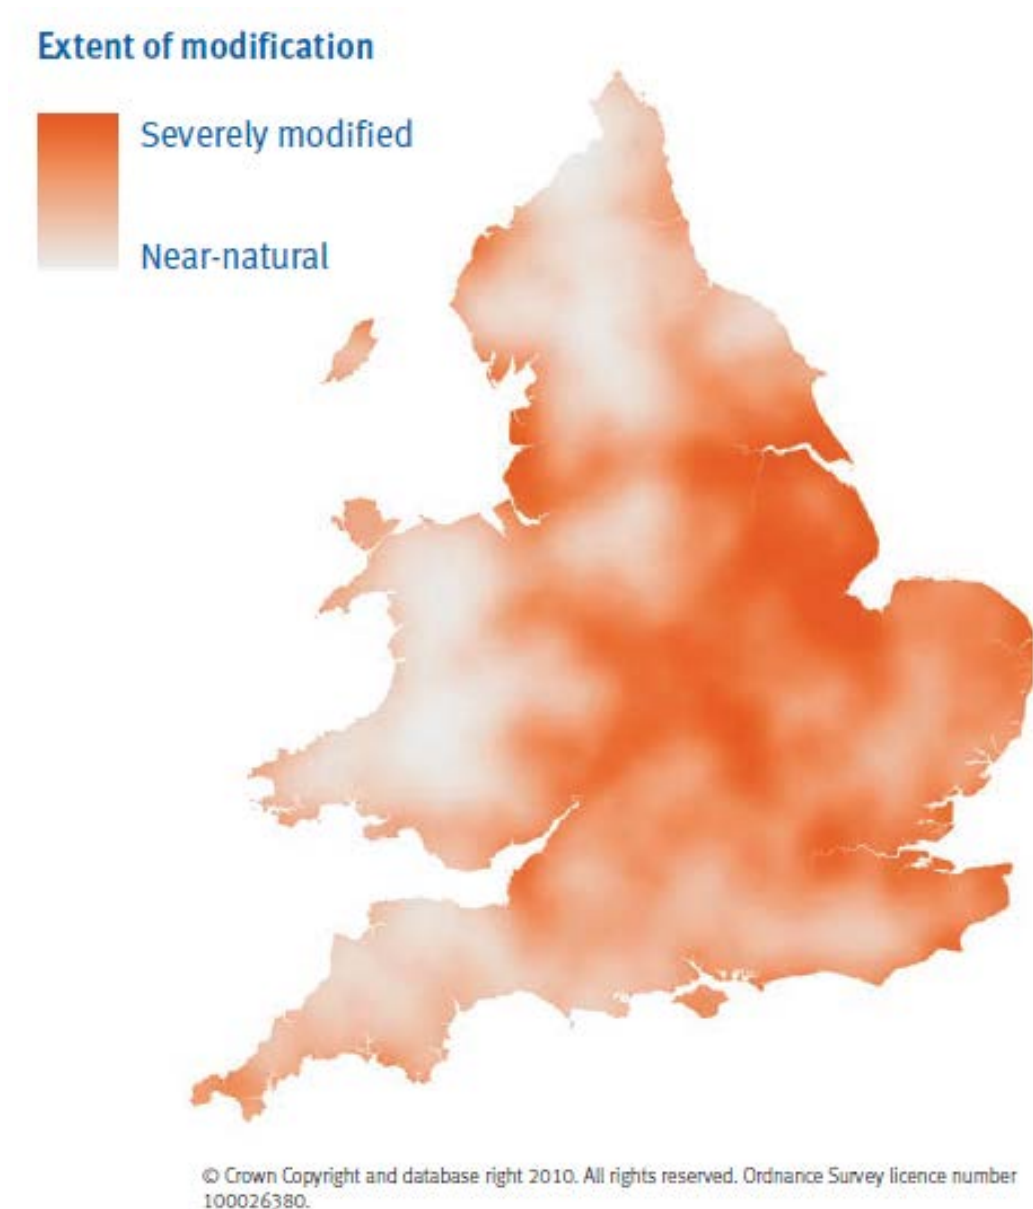 Extent of modification
Severely modified
Near-natural
© Crown Copyright and database right 2010. All rights reserved. Ordnance Survey licence number
100026380.